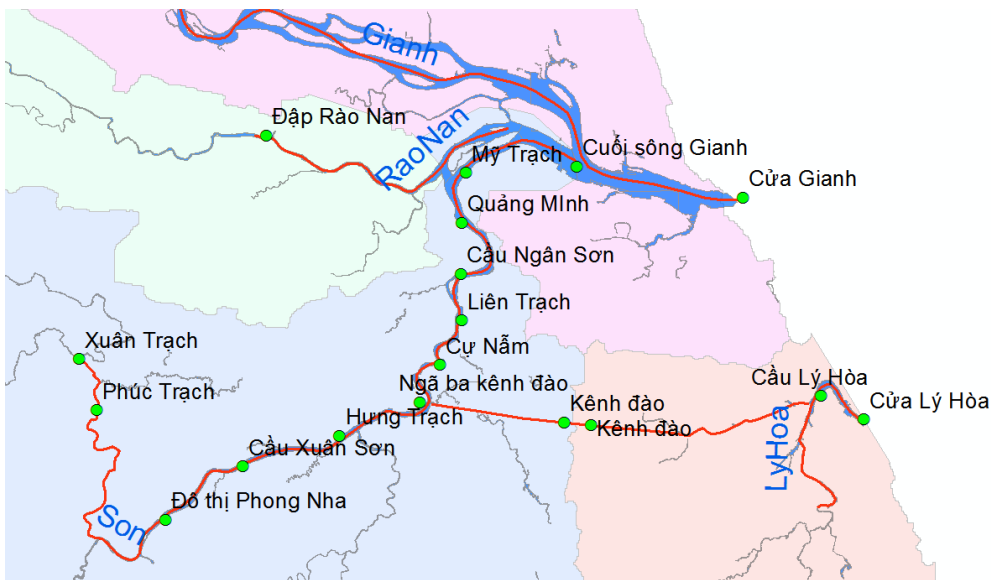 Gianh
Đập Rào Nan
RaoNan
Mỹ Trạch
Cuối sông Gianh
Cửa Gianh
Quảng MInh
Cầu Ngân Sơn
Liên Trạch
Xuân Trạch
Cự Nẫm
Phúc Trạch
Ngã ba kênh đào
Cầu Lý Hòa
Cửa Lý Hòa
Kênh đào
Hưng Trạch
Kênh đào
Cầu Xuân Sơn
LyHoa
Đô thị Phong Nha
Son